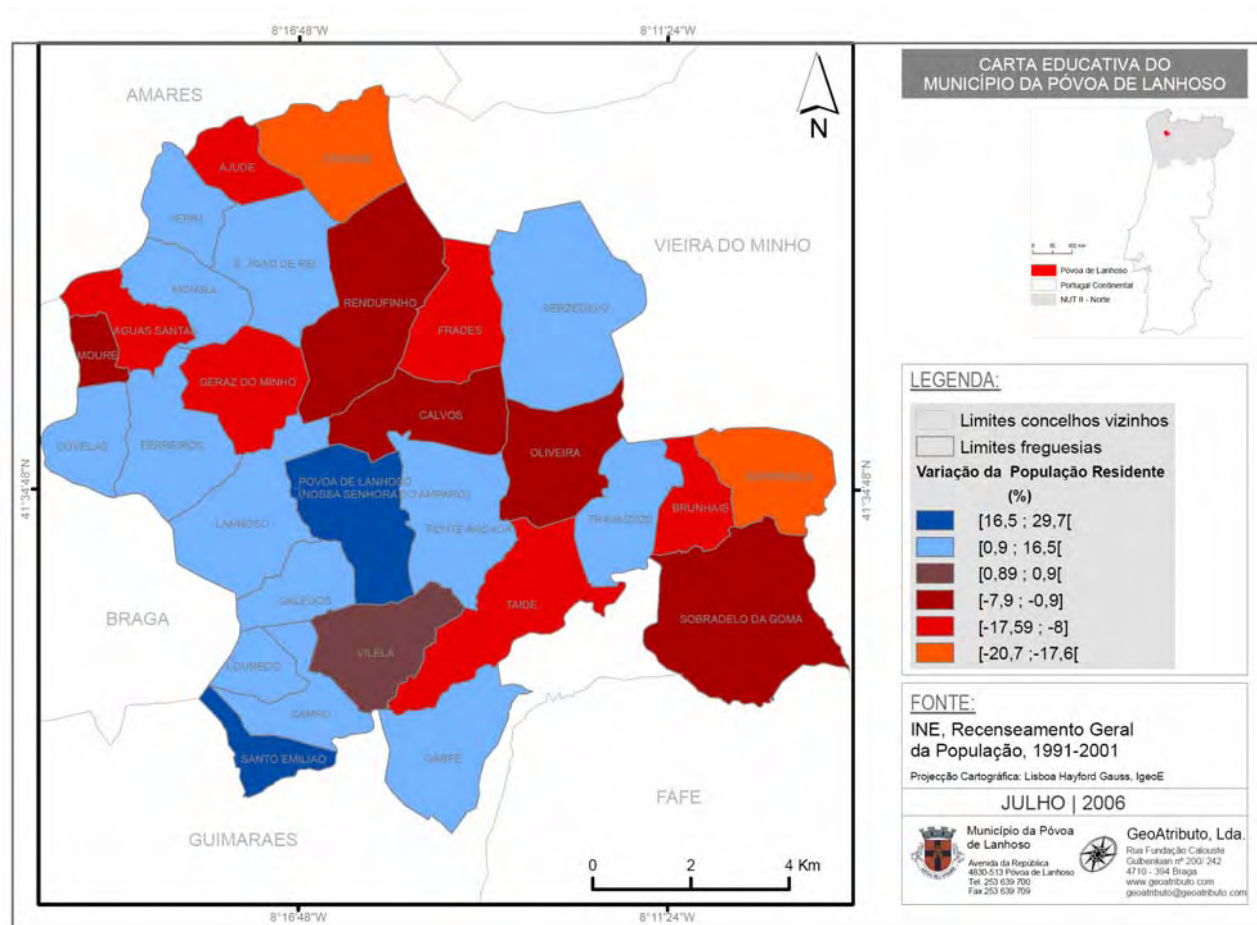 8°16'48"W
8°11'24"W
CARTA EDUCATIVA DO
MUNICÍPIO DA PÓVOA DE LANHOSO
AMARES
N
AJUDE
VERIM
S. JOAO DE REI
VIEIRA DO MINHO
MONSUL
RENDUFINHO
FRADES
SERZEDELO
AGUAS SANTAS
MOURE
GERAZ DO MINHO
CALVOS
COVELAS
FERREIROS
OLIVEIRA
41°34'48"N
41°34'48"N
POVOA DE LANHOSO
(NOSSA SENHORA DO AMPARO)
BRUNHAIS
LANHOSO
FONTE ARCADA
TRAVASSOS
GALEGOS
TAIDE
BRAGA
SOBRADELO DA GOMA
VILELA
LOUREDO
CAMPO
SANTO EMILIAO
GARFE
FAFE
GUIMARAES
0 2 4 Km
8°16'48"W
8°11'24"W
Póvoa de Lanhoso
Portugal Continental
NUT II - Norte
LEGENDA:
Limites concelhos vizinhos
Limites freguesias
Variação da População Residente
(%)
[16,5 ; 29,7[
[0,9 ; 16,5[
[0,89 ; 0,9[
[-7,9 ; -0,9]
[-17,59 ; -8]
[-20,7 ;-17,6[
FONTE:
INE, Recenseamento Geral
da População, 1991-2001
Projecção Cartográfica: Lisboa Hayford Gauss, IgeoE
JULHO | 2006
Município da Póvoa
de Lanhoso
Avenida da República
4830-513 Póvoa de Lanhoso
Tel. 253 639 700
Fax 253 639 709
GeoAtributo, Lda.
Rua Fundação Calouste
Gulbenkian nº 200/ 242
4710 - 394 Braga
www.geoatributo.com
geoatributo@geoatributo.com